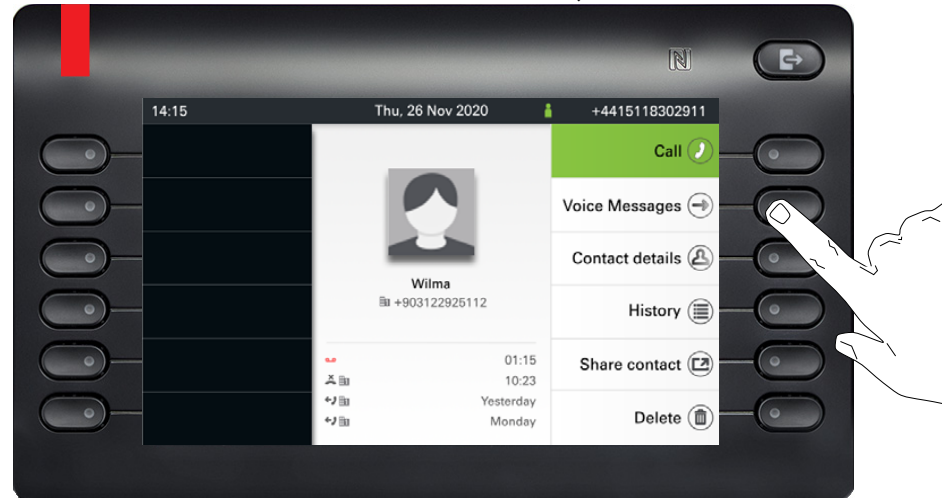 14:15
Thu, 26 Nov 2020
+4415118302911
Call
Voice Messages
Contact details
Wilma
+903122925112
History
01:15
Share contact
10:23
Yesterday
Monday
Delete